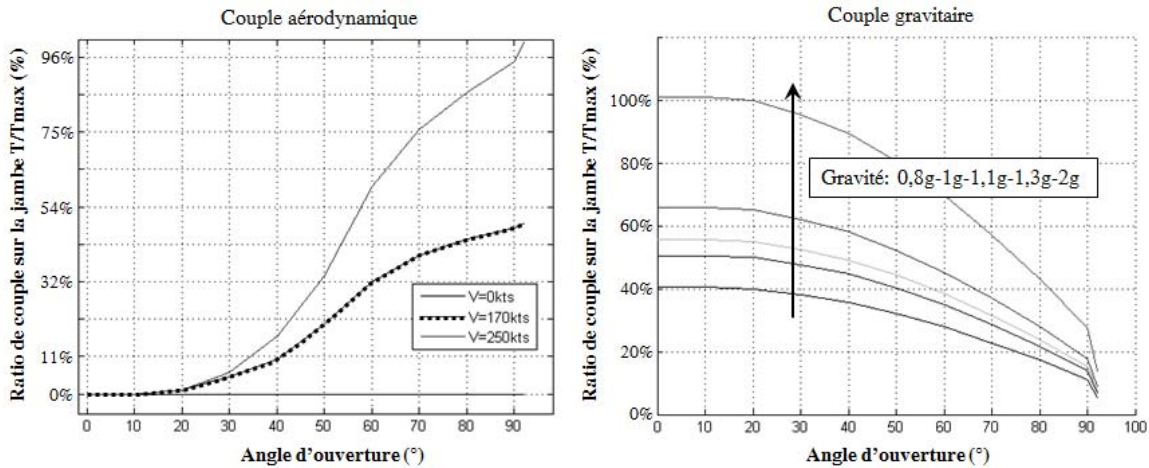 Couple aérodynamique
Ratio de couple sur la jambe T/Tmax (%)
96%
75%
54%
32%
11%
0%
V=0kts
V=170kts
V=250kts
0 10 20 30 40 50 60 70 80 90
Angle d'ouverture (°)
Couple gravitaire
Ratio de couple sur la jambe T/Tmax (%)
100%
80%
60%
40%
20%
0%
Gravité: 0,8g-1g-1,1g-1,3g-2g
0 10 20 30 40 50 60 70 80 90 100
Angle d'ouverture (°)